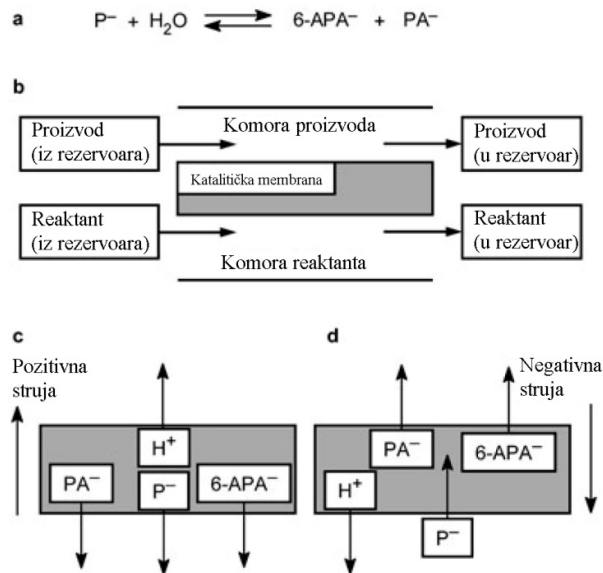 a P⁻ + H₂O ⇌ 6-APA⁻ + PA⁻
b
Proizvod
(iz rezervoara)
Komora proizvoda
Proizvod
(u rezervoar)
Katalitička membrana
Reaktant
(iz rezervoara)
Komora reaktanta
Reaktant
(u rezervoar)
c
Pozitivna
struja
H⁺
PA⁻
P⁻
6-APA⁻
d
Negativna
struja
PA⁻
6-APA⁻
H⁺
P⁻